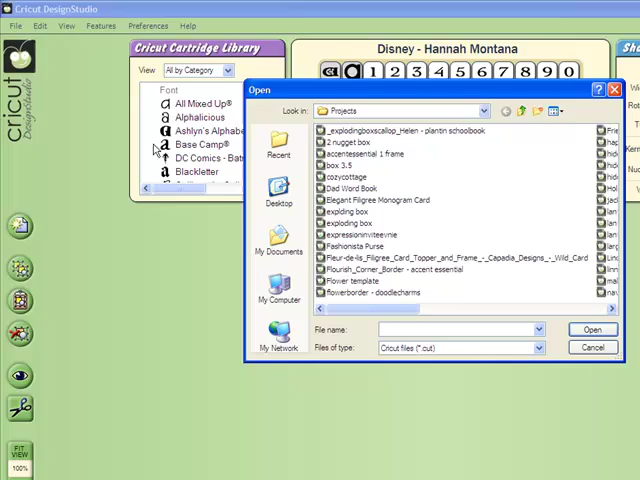 Cricut DesignStudio
File Edit View Features Preferences Help
cricut
DesignStudio
Cricut Cartridge Library
View All by Category
Font
All Mixed Up®
Alphalicious
Ashlyn's Alphabe
Base Camp®
DC Comics - Batm
Blackletter
Disney - Hannah Montana
1 2 3 4 5 6 7 8 9 0
Sha
Open
Look in: Projects
Recent
Desktop
My Documents
My Computer
My Network
_explodingboxscallop_Helen - plantin schoolbook
2 nugget box
accentessential 1 frame
box 3.5
cozycottage
Dad Word Book
Elegant Filigree Monogram Card
explding box
exploding box
expressioninviteevnie
Fashionista Purse
Fleur-de-lis_Filigree_Card_Topper_and_Frame_-_Capadia_Designs_-_Wild_Card
Flourish_Corner_Border - accent essential
Flower template
flowerborder - doodlecharms
File name:
Open
Files of type: Cricut files (*.cut)
Cancel
FIT
VIEW
100%